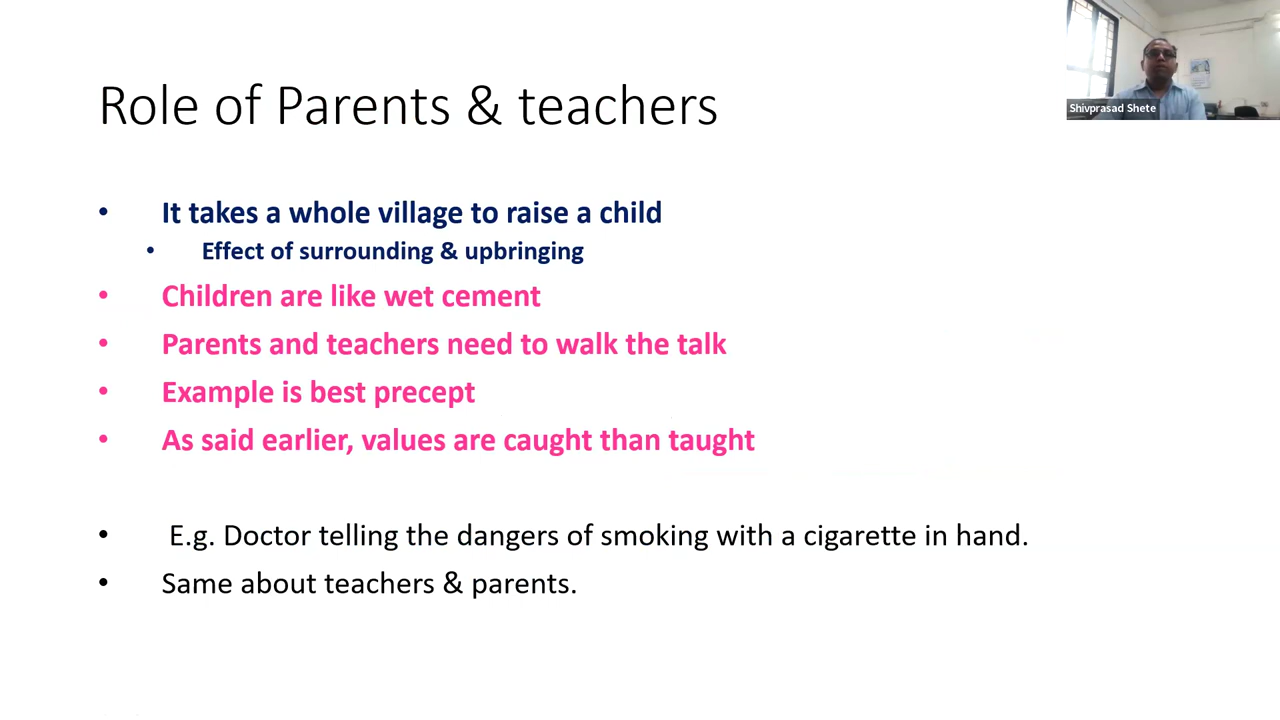 Shivprasad Shete
Role of Parents & teachers
• It takes a whole village to raise a child
• Effect of surrounding & upbringing
• Children are like wet cement
• Parents and teachers need to walk the talk
• Example is best precept
• As said earlier, values are caught than taught
• E.g. Doctor telling the dangers of smoking with a cigarette in hand.
• Same about teachers & parents.